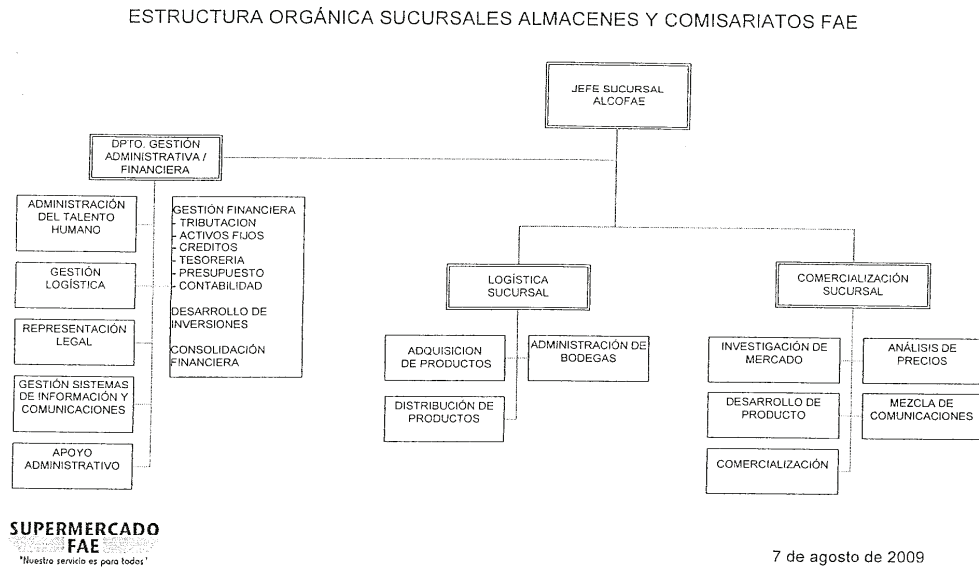 ESTRUCTURA ORGÁNICA SUCURSALES ALMACENES Y COMISARIATOS FAE
JEFE SUCURSAL
ALCOFAE
DPTO. GESTIÓN
ADMINISTRATIVA /
FINANCIERA
ADMINISTRACIÓN
DEL TALENTO
HUMANO
GESTIÓN
LOGÍSTICA
REPRESENTACIÓN
LEGAL
GESTIÓN SISTEMAS
DE INFORMACIÓN Y
COMUNICACIONES
APOYO
ADMINISTRATIVO
GESTIÓN FINANCIERA
- TRIBUTACION
- ACTIVOS FIJOS
- CREDITOS
- TESORERIA
- PRESUPUESTO
- CONTABILIDAD
DESARROLLO DE
INVERSIONES
CONSOLIDACIÓN
FINANCIERA
LOGÍSTICA
SUCURSAL
ADQUISICION
DE PRODUCTOS
ADMINISTRACIÓN DE
BODEGAS
DISTRIBUCIÓN DE
PRODUCTOS
COMERCIALIZACIÓN
SUCURSAL
INVESTIGACIÓN DE
MERCADO
ANÁLISIS DE
PRECIOS
DESARROLLO DE
PRODUCTO
MEZCLA DE
COMUNICACIONES
COMERCIALIZACIÓN
SUPERMERCADO
FAE
"Nuestro servicio es para todos"
7 de agosto de 2009